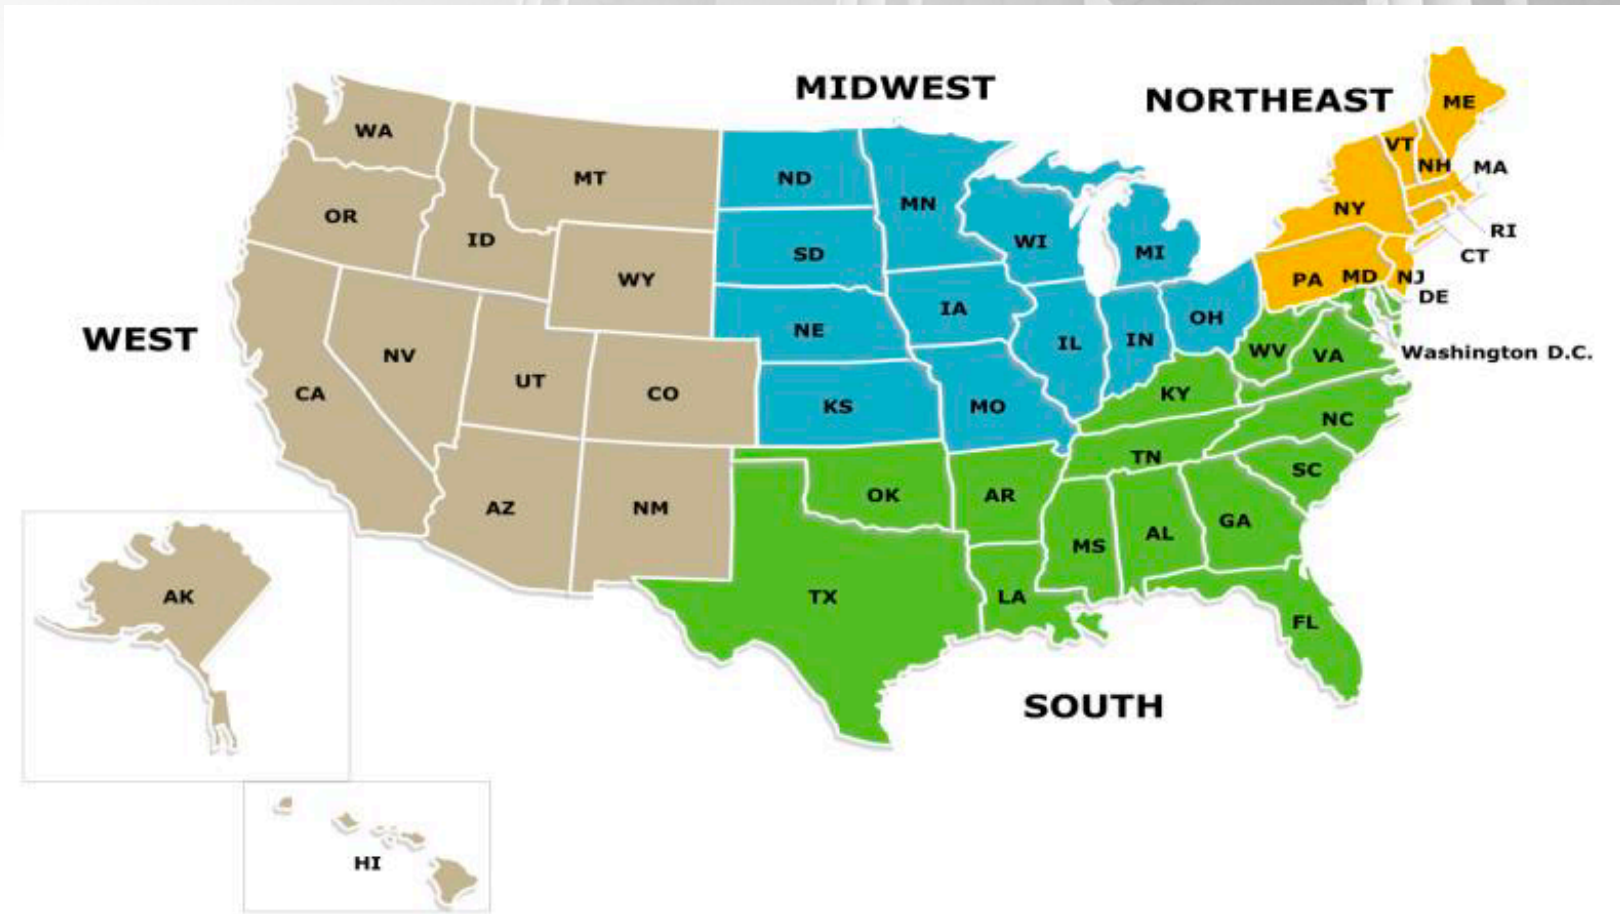 MIDWEST
NORTHEAST
ME
WA
VT
NH
MA
MT
ND
MN
OR
NY
ID
WI
RI
SD
MI
CT
WY
PA
MD
NJ
DE
IA
OH
NE
WEST
IL
IN
NV
WV
VA
Washington D.C.
UT
CA
CO
KS
MO
KY
NC
TN
SC
AZ
NM
OK
AR
GA
MS
AL
AK
TX
LA
FL
SOUTH
HI